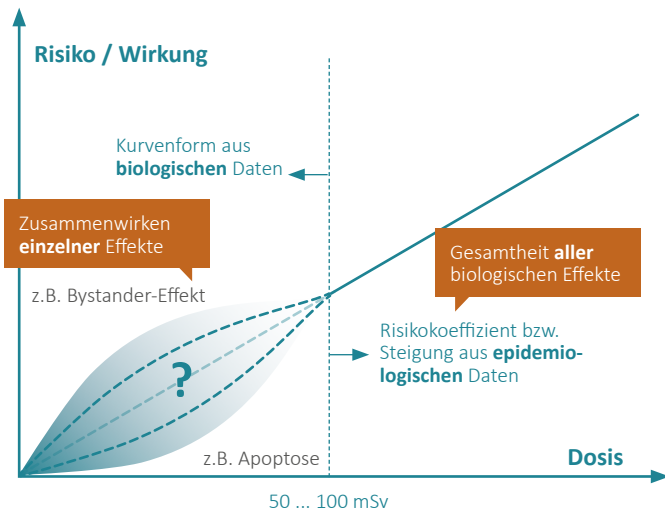 Risiko / Wirkung
Kurvenform aus
biologischen Daten
Zusammenwirken
einzelner Effekte
Gesamtheit aller
biologischen Effekte
z.B. Bystander-Effekt
Risikokoeffizient bzw.
Steigung aus epidemio-
logischen Daten
?
z.B. Apoptose
Dosis
50 ... 100 mSv